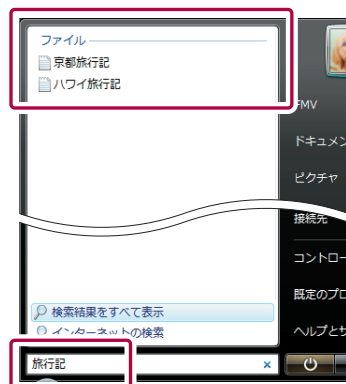 ファイル
京都旅行記
ハワイ旅行記
FMV
ドキュメン
ピクチャ
接続先
コントロー
既定のプロ
ヘルプとサ
検索結果をすべて表示
インターネットの検索
旅行記